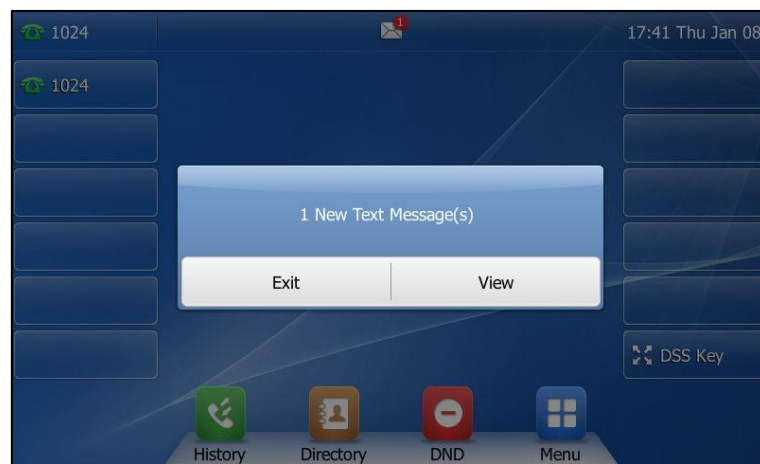 1024
1
17:41 Thu Jan 08
1024
1 New Text Message(s)
Exit View
DSS Key
History Directory DND Menu